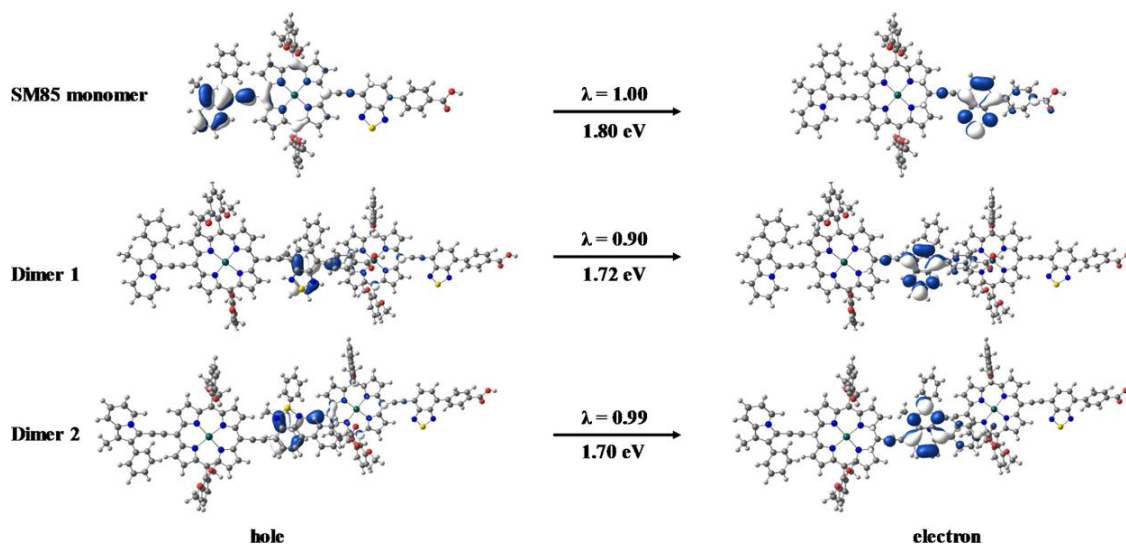 SM85 monomer
λ = 1.00
1.80 eV
Dimer 1
λ = 0.90
1.72 eV
Dimer 2
λ = 0.99
1.70 eV
hole
electron